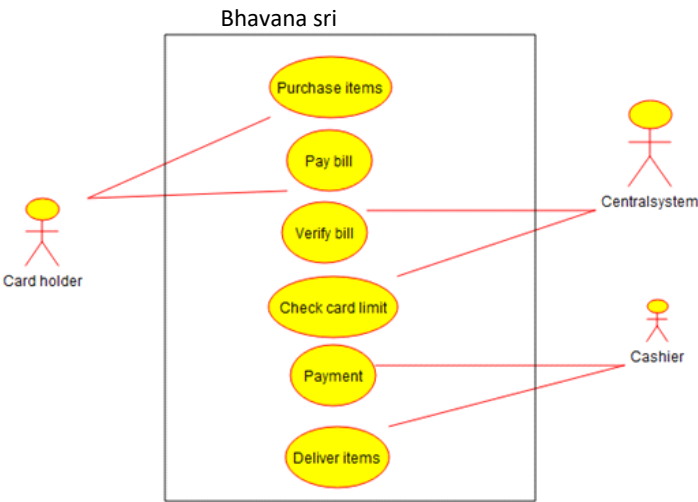 Bhavana sri
Purchase items
Pay bill
Centralsystem
Verify bill
Card holder
Check card limit
Cashier
Payment
Deliver items